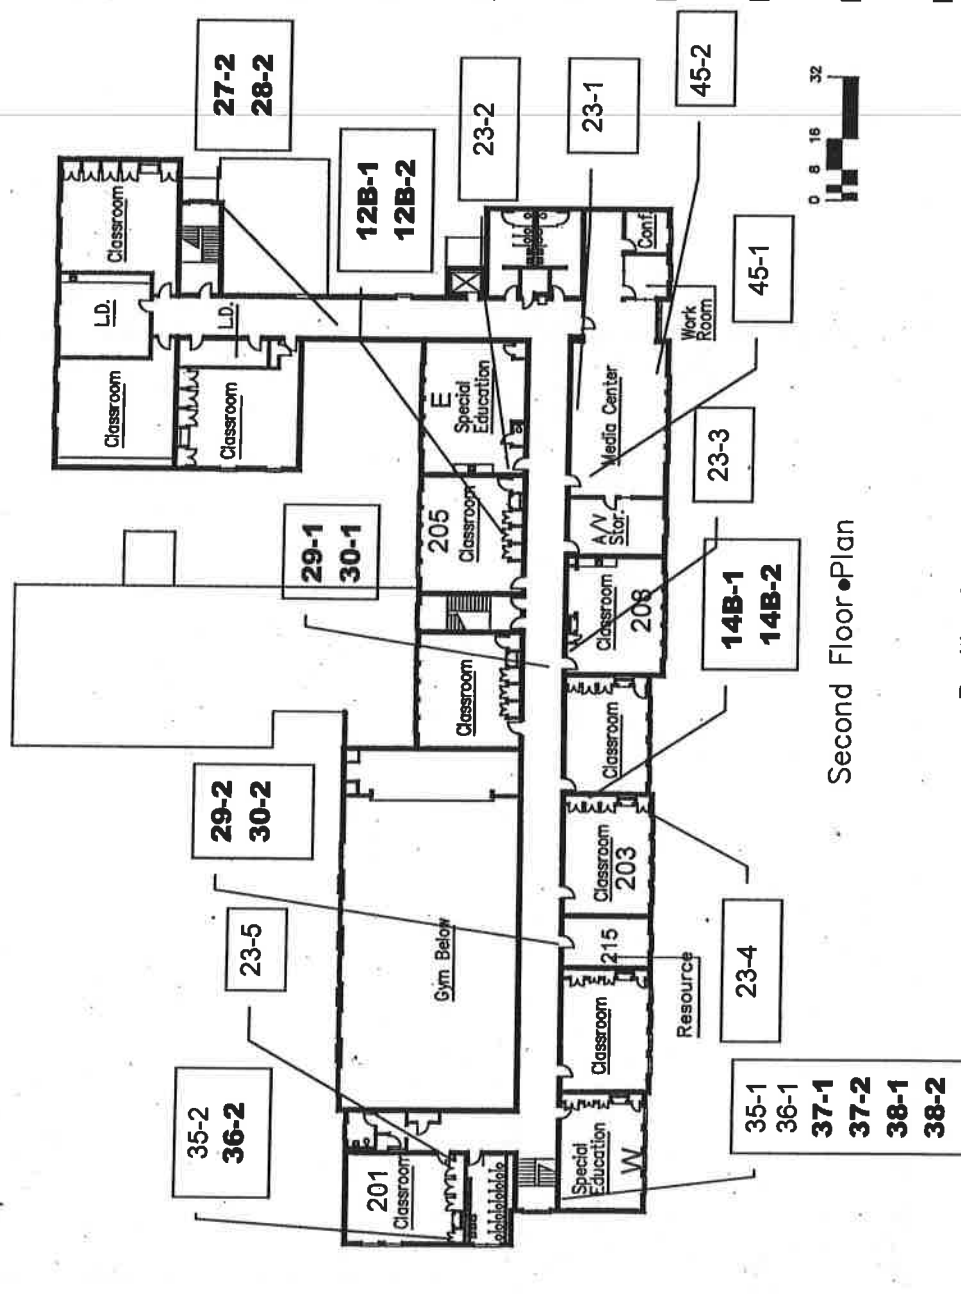 35-2
36-2
23-5
29-2
30-2
29-1
30-1
12B-1
12B-2
27-2
28-2
23-2
23-1
45-2
Classroom
L.D.
Classroom
L.D.
Classroom
E
Special
Education
205
Classroom
Classroom
Gym Below
201
Classroom
Special
Education
W
Classroom
215
Resource
Classroom
203
Classroom
Classroom
208
A/V
Stor.
Media Center
Work
Room
Conf.
35-1
36-1
37-1
37-2
38-1
38-2
23-4
14B-1
14B-2
23-3
45-1
Second Floor Plan
0 8 16 32